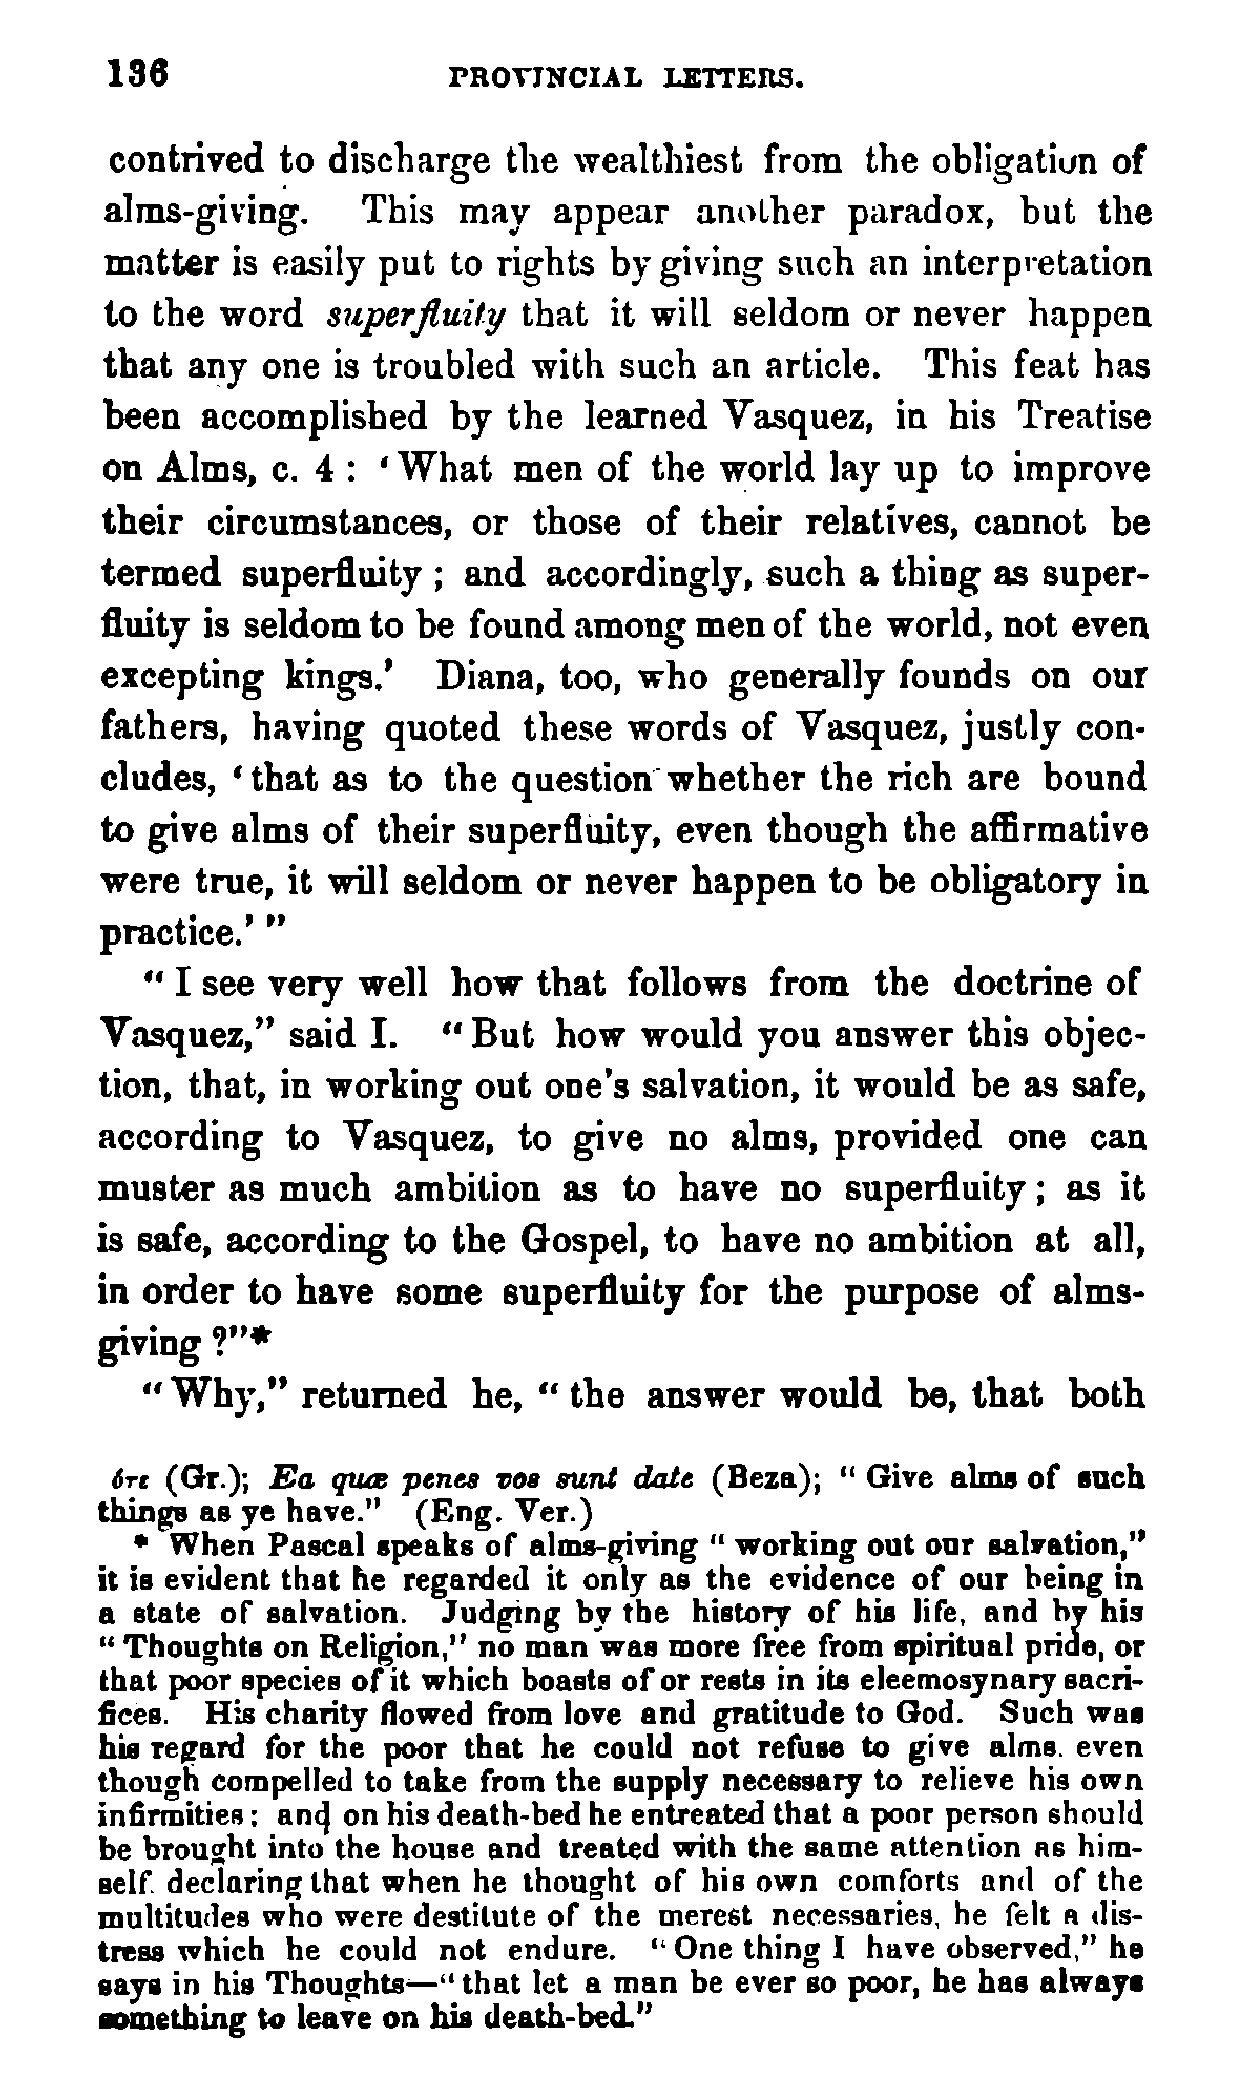 136 PROVINCIAL LETTERS.
contrived to discharge the wealthiest from the obligation of
alms-giving. This may appear another paradox, but the
matter is easily put to rights by giving such an interpretation
to the word superfluity that it will seldom or never happen
that any one is troubled with such an article. This feat has
been accomplished by the learned Vasquez, in his Treatise
on Alms, c. 4 : ‘ What men of the world lay up to improve
their circumstances, or those of their relatives, cannot be
termed superfluity ; and accordingly, such a thing as super-
fluity is seldom to be found among men of the world, not even
excepting kings.’ Diana, too, who generally founds on our
fathers, having quoted these words of Vasquez, justly con-
cludes, ‘ that as to the question whether the rich are bound
to give alms of their superfluity, even though the affirmative
were true, it will seldom or never happen to be obligatory in
practice.’ ”
“ I see very well how that follows from the doctrine of
Vasquez,” said I. “ But how would you answer this objec-
tion, that, in working out one’s salvation, it would be as safe,
according to Vasquez, to give no alms, provided one can
muster as much ambition as to have no superfluity ; as it
is safe, according to the Gospel, to have no ambition at all,
in order to have some superfluity for the purpose of alms-
giving ?”*
“ Why,” returned he, “ the answer would be, that both
ότε (Gr.); Ea quæ penes vos sunt date (Beza); “ Give alms of such
things as ye have.” (Eng. Ver.)
* When Pascal speaks of alms-giving “ working out our salvation,”
it is evident that he regarded it only as the evidence of our being in
a state of salvation. Judging by the history of his life, and by his
“ Thoughts on Religion,” no man was more free from spiritual pride, or
that poor species of it which boasts of or rests in its eleemosynary sacri-
fices. His charity flowed from love and gratitude to God. Such was
his regard for the poor that he could not refuse to give alms, even
though compelled to take from the supply necessary to relieve his own
infirmities ; and on his death-bed he entreated that a poor person should
be brought into the house and treated with the same attention as him-
self, declaring that when he thought of his own comforts and of the
multitudes who were destitute of the merest necessaries, he felt a dis-
tress which he could not endure. “ One thing I have observed,” he
says in his Thoughts—“ that let a man be ever so poor, he has always
something to leave on his death-bed.”